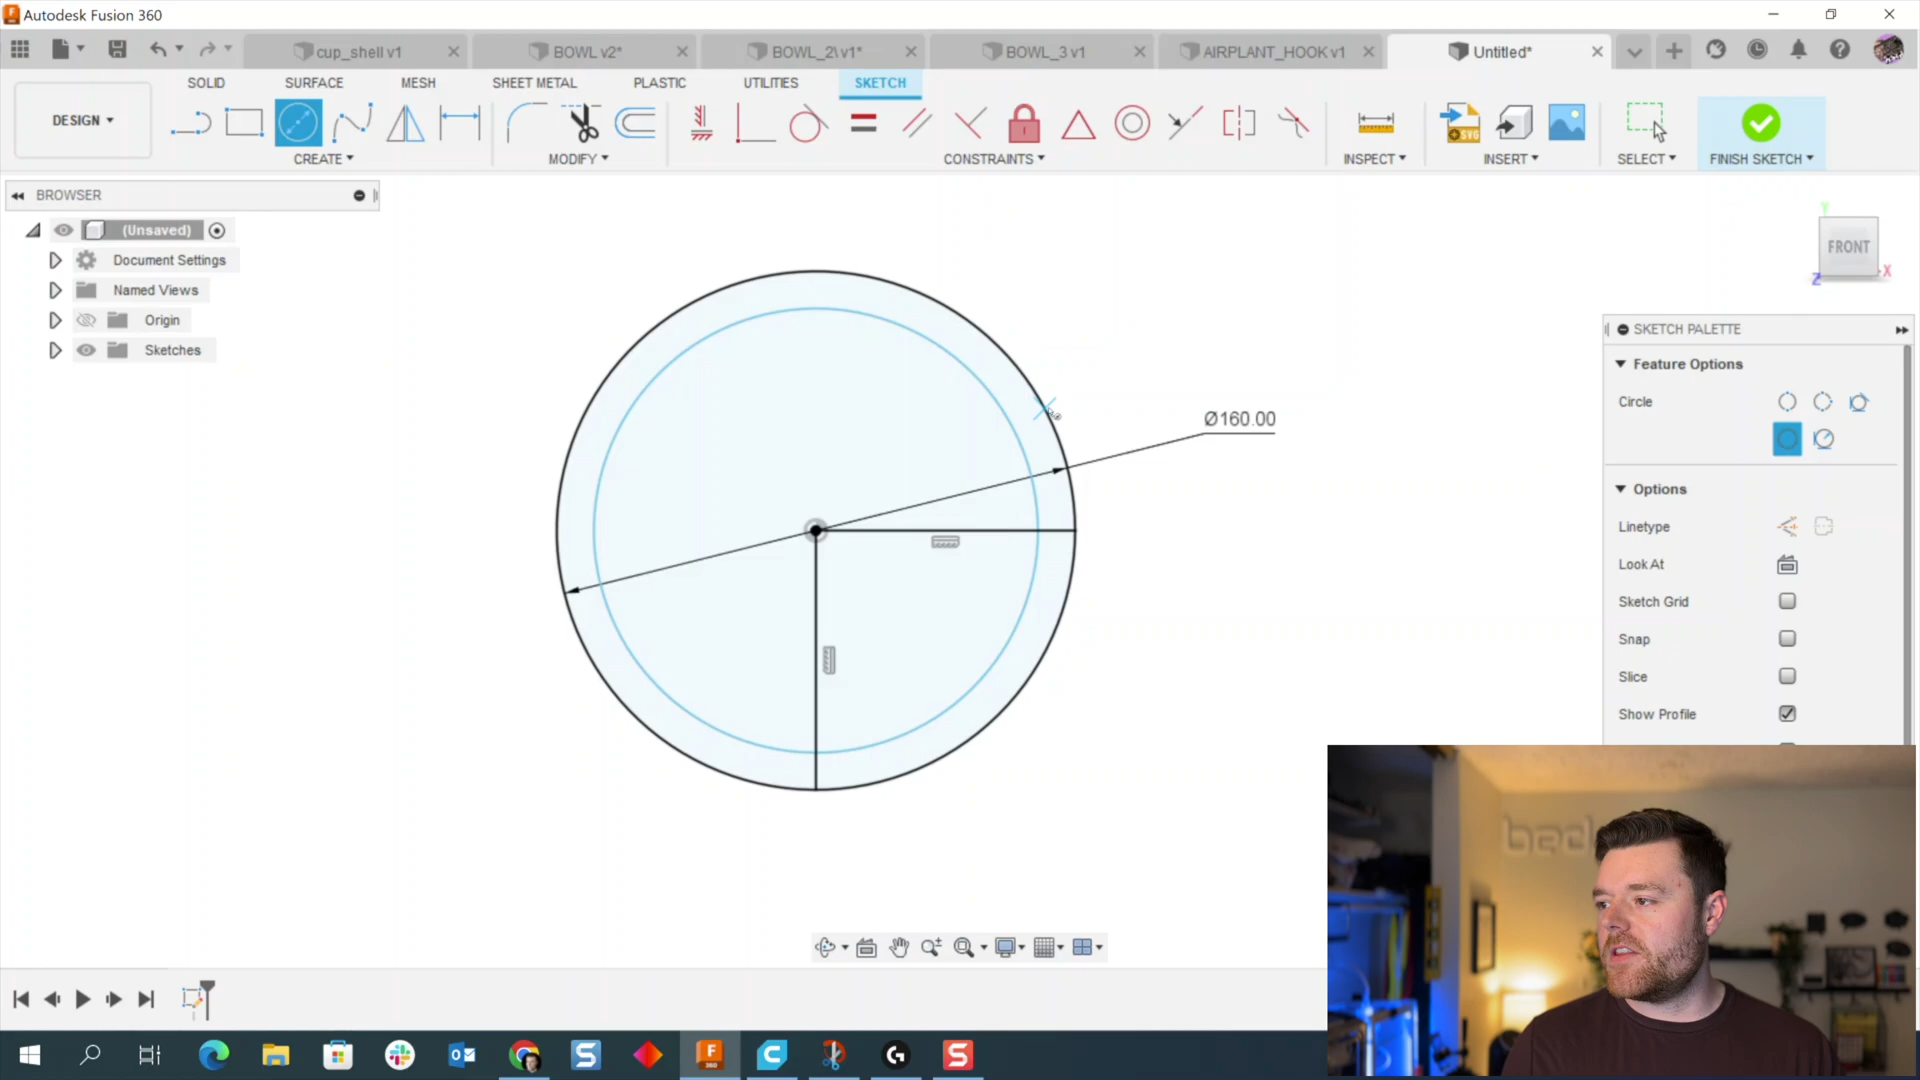 Autodesk Fusion 360
cup_shell v1
BOWL v2*
BOWL_2\ v1*
BOWL_3 v1
AIRPLANT_HOOK v1
Untitled*
SOLID
SURFACE
MESH
SHEET METAL
PLASTIC
UTILITIES
SKETCH
DESIGN
CREATE
MODIFY
CONSTRAINTS
INSPECT
INSERT
SELECT
FINISH SKETCH
SVG
BROWSER
(Unsaved)
Document Settings
Named Views
Origin
Sketches
Y
FRONT
X
Z
Ø160.00
SKETCH PALETTE
Feature Options
Circle
Options
Linetype
Look At
Sketch Grid
Snap
Slice
Show Profile